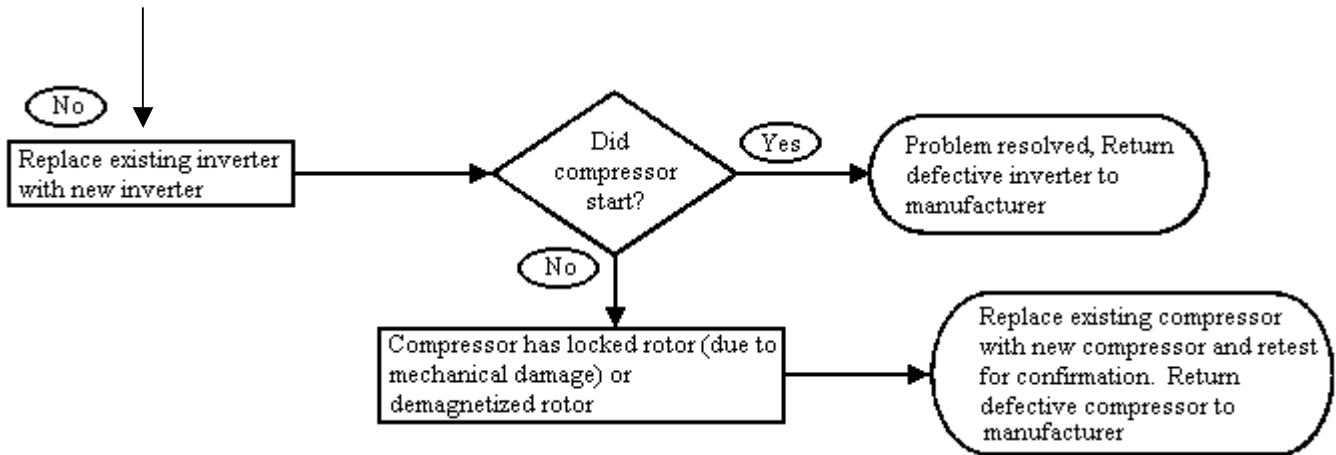 No
Replace existing inverter
with new inverter
Did
compressor
start?
Yes
Problem resolved, Return
defective inverter to
manufacturer
No
Compressor has locked rotor (due to
mechanical damage) or
demagnetized rotor
Replace existing compressor
with new compressor and retest
for confirmation.  Return
defective compressor to
manufacturer